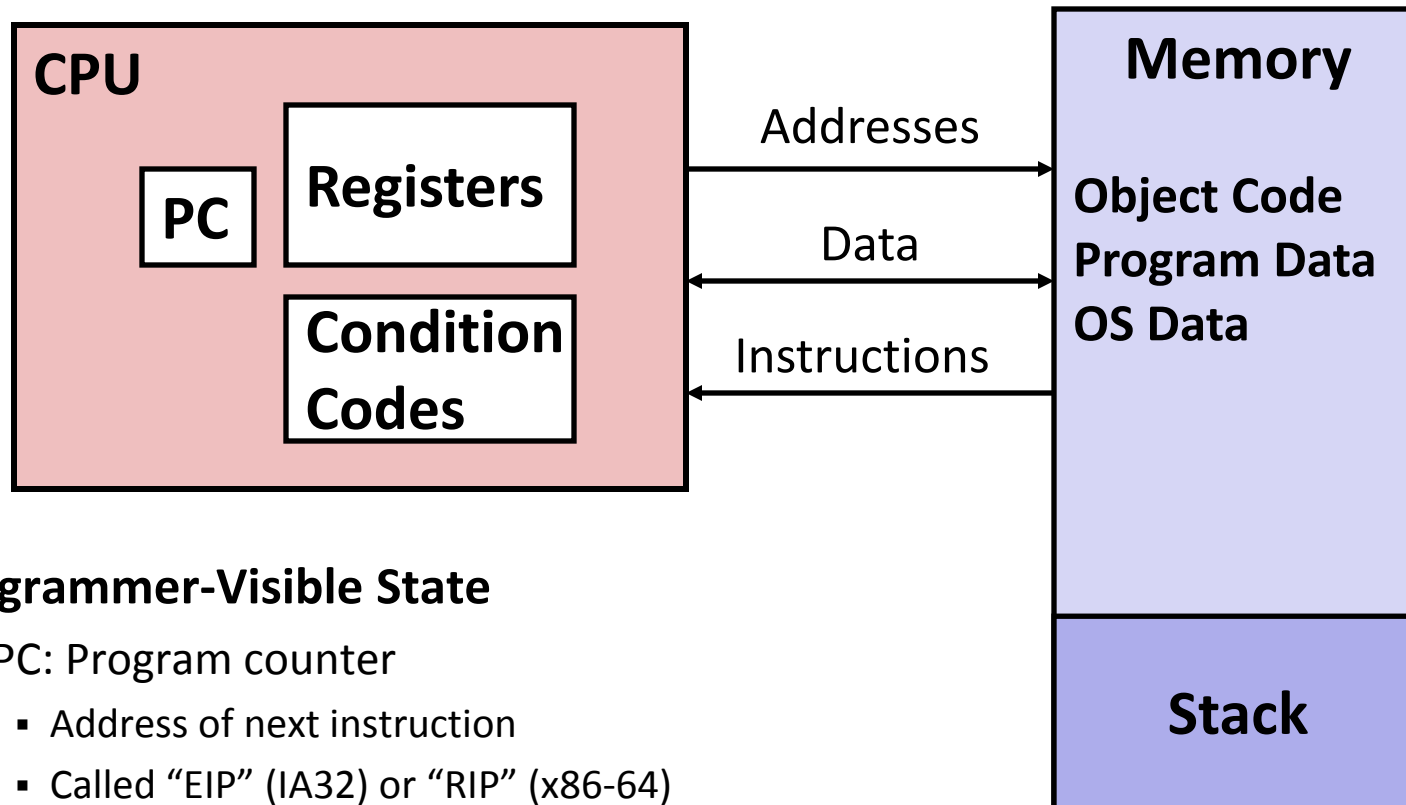 CPU
PC
Registers
Condition
Codes
Addresses
Data
Instructions
Memory
Object Code
Program Data
OS Data
Stack
grammer-Visible State
PC: Program counter
▪ Address of next instruction
▪ Called “EIP” (IA32) or “RIP” (x86-64)